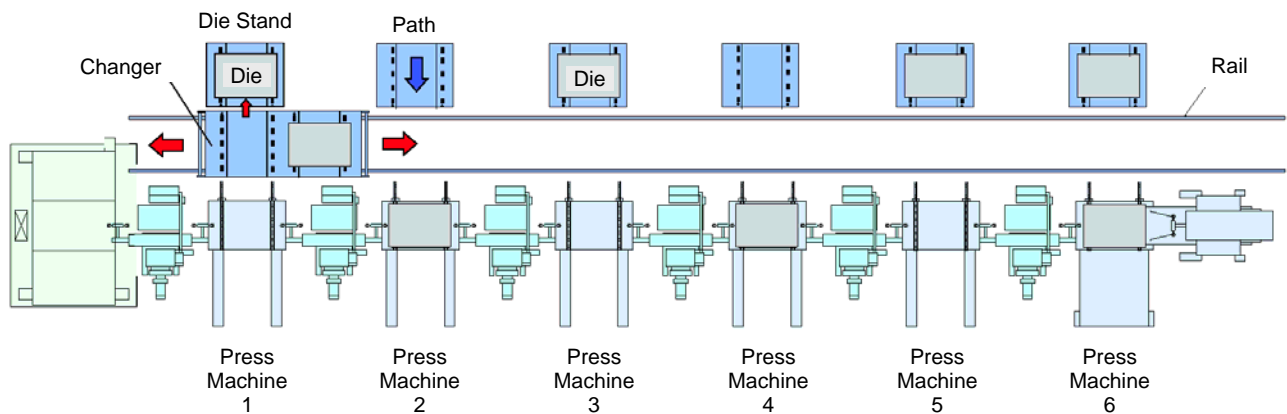 Die Stand
Path
Changer
Die
Die
Rail
Press
Machine
1
Press
Machine
2
Press
Machine
3
Press
Machine
4
Press
Machine
5
Press
Machine
6